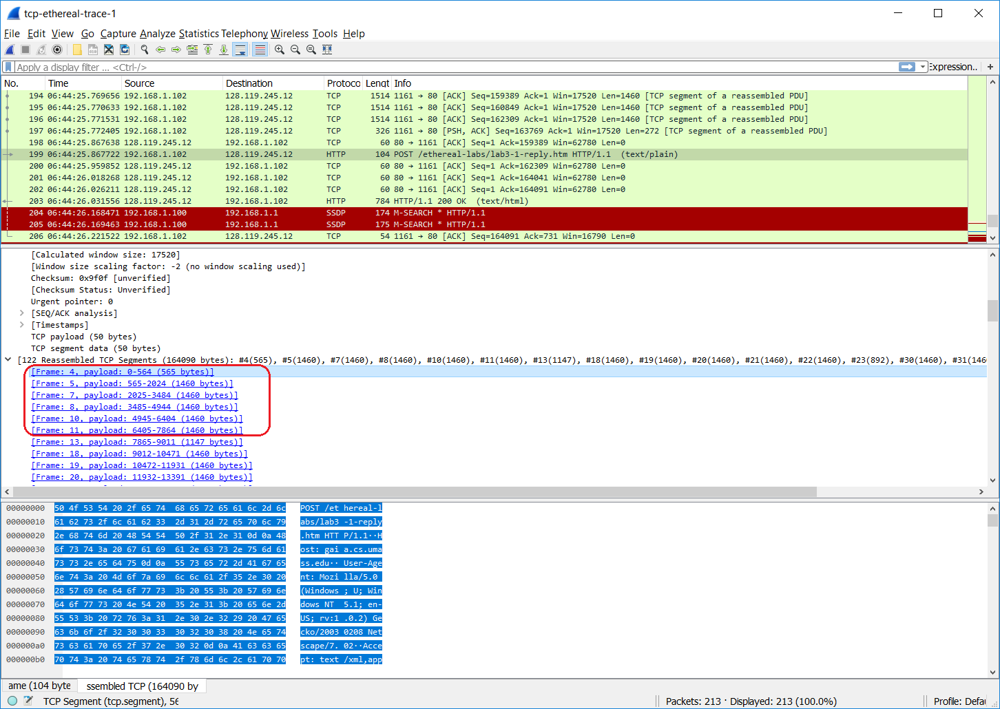 tcp-ethereal-trace-1
File Edit View Go Capture Analyze Statistics Telephony Wireless Tools Help
Apply a display filter ... <Ctrl-/> Expression.. +
No. Time Source Destination Protocc Lengt Info
194 06:44:25.769656 192.168.1.102 128.119.245.12 TCP 1514 1161 → 80 [ACK] Seq=159389 Ack=1 Win=17520 Len=1460 [TCP segment of a reassembled PDU]
195 06:44:25.770633 192.168.1.102 128.119.245.12 TCP 1514 1161 → 80 [ACK] Seq=160849 Ack=1 Win=17520 Len=1460 [TCP segment of a reassembled PDU]
196 06:44:25.771531 192.168.1.102 128.119.245.12 TCP 1514 1161 → 80 [ACK] Seq=162309 Ack=1 Win=17520 Len=1460 [TCP segment of a reassembled PDU]
197 06:44:25.772405 192.168.1.102 128.119.245.12 TCP 326 1161 → 80 [PSH, ACK] Seq=163769 Ack=1 Win=17520 Len=272 [TCP segment of a reassembled PDU]
198 06:44:25.867638 128.119.245.12 192.168.1.102 TCP 60 80 → 1161 [ACK] Seq=1 Ack=159389 Win=62780 Len=0
199 06:44:25.867722 192.168.1.102 128.119.245.12 HTTP 104 POST /ethereal-labs/lab3-1-reply.htm HTTP/1.1  (text/plain)
200 06:44:25.959852 128.119.245.12 192.168.1.102 TCP 60 80 → 1161 [ACK] Seq=1 Ack=162309 Win=62780 Len=0
201 06:44:26.018268 128.119.245.12 192.168.1.102 TCP 60 80 → 1161 [ACK] Seq=1 Ack=164041 Win=62780 Len=0
202 06:44:26.026211 128.119.245.12 192.168.1.102 TCP 60 80 → 1161 [ACK] Seq=1 Ack=164091 Win=62780 Len=0
203 06:44:26.031556 128.119.245.12 192.168.1.102 HTTP 784 HTTP/1.1 200 OK  (text/html)
204 06:44:26.168471 192.168.1.100 192.168.1.1 SSDP 174 M-SEARCH * HTTP/1.1
205 06:44:26.169463 192.168.1.100 192.168.1.1 SSDP 175 M-SEARCH * HTTP/1.1
206 06:44:26.221522 192.168.1.102 128.119.245.12 TCP 54 1161 → 80 [ACK] Seq=164091 Ack=731 Win=16790 Len=0
[Calculated window size: 17520]
[Window size scaling factor: -2 (no window scaling used)]
Checksum: 0x9f0f [unverified]
[Checksum Status: Unverified]
Urgent pointer: 0
[SEQ/ACK analysis]
[Timestamps]
TCP payload (50 bytes)
TCP segment data (50 bytes)
[122 Reassembled TCP Segments (164090 bytes): #4(565), #5(1460), #7(1460), #8(1460), #10(1460), #11(1460), #13(1147), #18(1460), #19(1460), #20(1460), #21(1460), #22(1460), #23(892), #30(1460), #31(146
[Frame: 4, payload: 0-564 (565 bytes)]
[Frame: 5, payload: 565-2024 (1460 bytes)]
[Frame: 7, payload: 2025-3484 (1460 bytes)]
[Frame: 8, payload: 3485-4944 (1460 bytes)]
[Frame: 10, payload: 4945-6404 (1460 bytes)]
[Frame: 11, payload: 6405-7864 (1460 bytes)]
[Frame: 13, payload: 7865-9011 (1147 bytes)]
[Frame: 18, payload: 9012-10471 (1460 bytes)]
[Frame: 19, payload: 10472-11931 (1460 bytes)]
[Frame: 20, payload: 11932-13391 (1460 bytes)]
00000000 50 4f 53 54 20 2f 65 74 68 65 72 65 61 6c 2d 6c POST /et hereal-l
00000010 61 62 73 2f 6c 61 62 33 2d 31 2d 72 65 70 6c 79 abs/lab3 -1-reply
00000020 2e 68 74 6d 20 48 54 54 50 2f 31 2e 31 0d 0a 48 .htm HTT P/1.1··H
00000030 6f 73 74 3a 20 67 61 69 61 2e 63 73 2e 75 6d 61 ost: gai a.cs.uma
00000040 73 73 2e 65 64 75 0d 0a 55 73 65 72 2d 41 67 65 ss.edu·· User-Age
00000050 6e 74 3a 20 4d 6f 7a 69 6c 6c 61 2f 35 2e 30 20 nt: Mozi lla/5.0
00000060 28 57 69 6e 64 6f 77 73 3b 20 55 3b 20 57 69 6e (Windows ; U; Win
00000070 64 6f 77 73 20 4e 54 20 35 2e 31 3b 20 65 6e 2d dows NT 5.1; en-
00000080 55 53 3b 20 72 76 3a 31 2e 30 2e 32 29 20 47 65 US; rv:1 .0.2) Ge
00000090 63 6b 6f 2f 32 30 30 33 30 32 30 38 20 4e 65 74 cko/2003 0208 Net
000000a0 73 63 61 70 65 2f 37 2e 30 32 0d 0a 41 63 63 65 scape/7. 02··Acce
000000b0 70 74 3a 20 74 65 78 74 2f 78 6d 6c 2c 61 70 70 pt: text /xml,app
ame (104 byte ssembled TCP (164090 by
TCP Segment (tcp.segment), 56 Packets: 213 · Displayed: 213 (100.0%) Profile: Defau